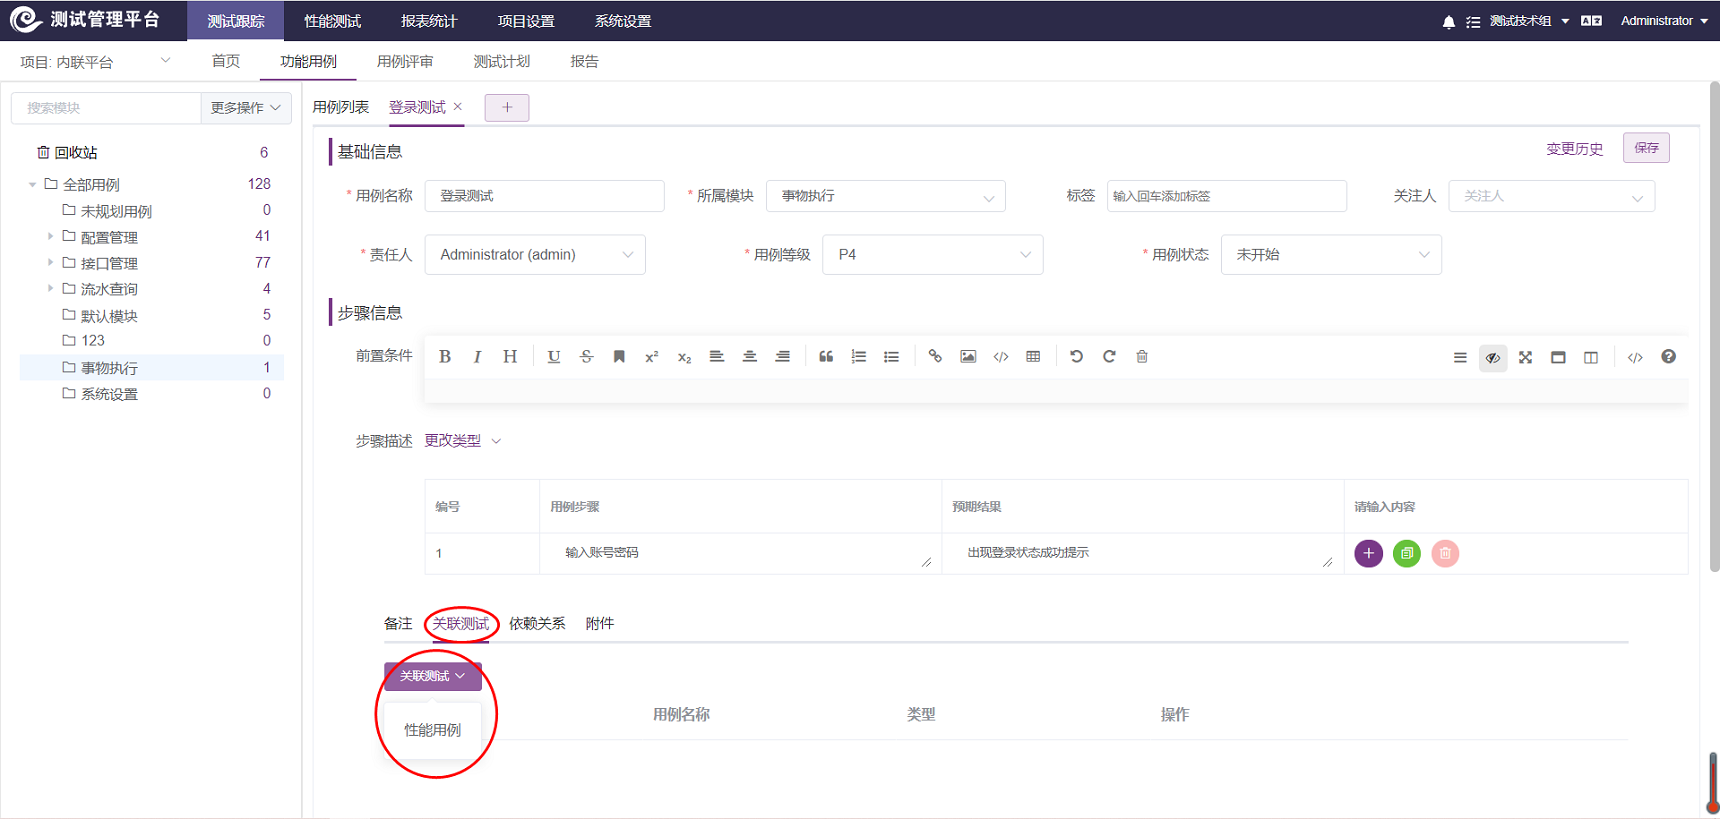 测试管理平台 测试跟踪 性能测试 报表统计 项目设置 系统设置 测试技术组 Administrator
项目: 内联平台 首页 功能用例 用例评审 测试计划 报告
搜索模块 更多操作
回收站 6
全部用例 128
未规划用例 0
配置管理 41
接口管理 77
流水查询 4
默认模块 5
123 0
事物执行 1
系统设置 0
用例列表 登录测试 × +
基础信息 变更历史 保存
* 用例名称 登录测试 * 所属模块 事物执行 标签 输入回车添加标签 关注人 关注人
* 责任人 Administrator (admin) * 用例等级 P4 * 用例状态 未开始
步骤信息
前置条件 B I H U S x² x₂
步骤描述 更改类型
编号 用例步骤 预期结果 请输入内容
1 输入账号密码 出现登录状态成功提示
备注 关联测试 依赖关系 附件
关联测试
用例名称 类型 操作
性能用例